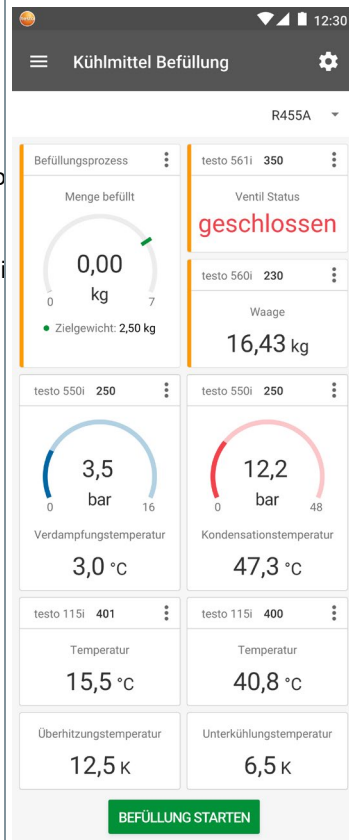 12:30
Kühlmittel Befüllung
R455A
Befüllungsprozess
Menge befüllt
0,00
kg
0 7
Zielgewicht: 2,50 kg
testo 561i 350
Ventil Status
geschlossen
testo 560i 230
Waage
16,43 kg
testo 550i 250
3,5
bar
0 16
Verdampfungstemperatur
3,0 °C
testo 550i 250
12,2
bar
0 48
Kondensationstemperatur
47,3 °C
testo 115i 401
Temperatur
15,5 °C
testo 115i 400
Temperatur
40,8 °C
Überhitzungstemperatur
12,5 K
Unterkühlungstemperatur
6,5 K
BEFÜLLUNG STARTEN